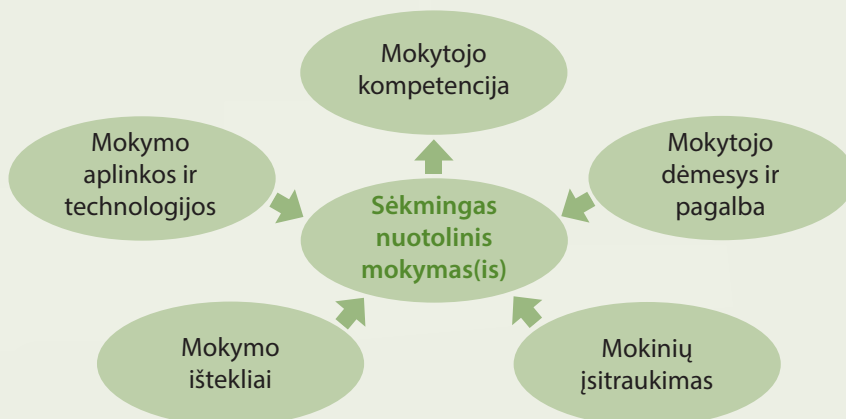 Mokytojo
kompetencija
Mokymo
aplinkos ir
technologijos
Mokytojo
dėmesys ir
pagalba
Sėkmingas
nuotolinis
mokymas(is)
Mokymo
ištekliai
Mokinių
įsitraukimas